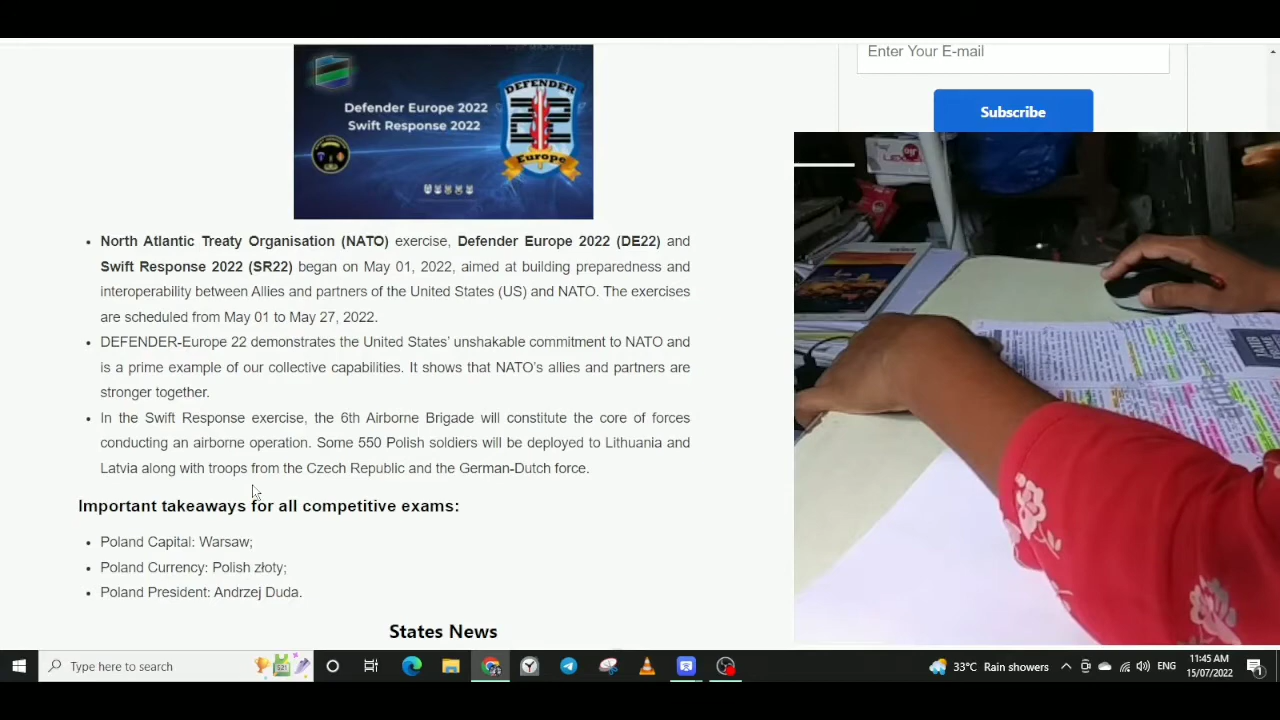 Enter Your E-mail
Subscribe
Defender Europe 2022
Swift Response 2022
DEFENDER
22
Europe
• North Atlantic Treaty Organisation (NATO) exercise, Defender Europe 2022 (DE22) and
Swift Response 2022 (SR22) began on May 01, 2022, aimed at building preparedness and
interoperability between Allies and partners of the United States (US) and NATO. The exercises
are scheduled from May 01 to May 27, 2022.
• DEFENDER-Europe 22 demonstrates the United States’ unshakable commitment to NATO and
is a prime example of our collective capabilities. It shows that NATO’s allies and partners are
stronger together.
• In the Swift Response exercise, the 6th Airborne Brigade will constitute the core of forces
conducting an airborne operation. Some 550 Polish soldiers will be deployed to Lithuania and
Latvia along with troops from the Czech Republic and the German-Dutch force.
Important takeaways for all competitive exams:
• Poland Capital: Warsaw;
• Poland Currency: Polish złoty;
• Poland President: Andrzej Duda.
States News
Type here to search
33°C Rain showers
ENG
11:45 AM
15/07/2022